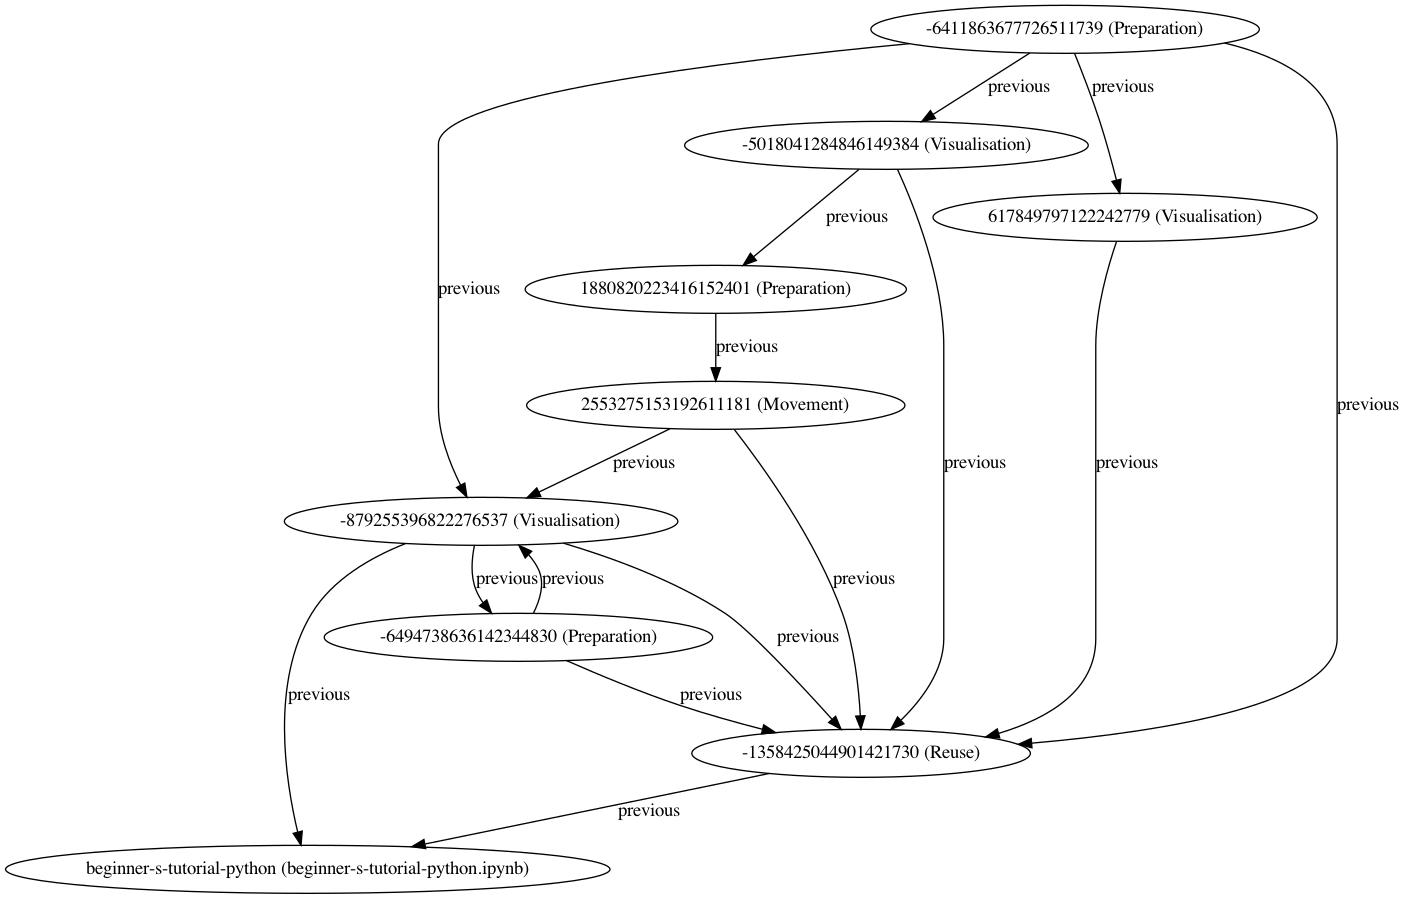 -6411863677726511739 (Preparation)
previous
previous
-5018041284846149384 (Visualisation)
previous
617849797122242779 (Visualisation)
previous
1880820223416152401 (Preparation)
previous
2553275153192611181 (Movement)
previous
previous
previous
previous
-879255396822276537 (Visualisation)
previous
previous
previous
previous
-6494738636142344830 (Preparation)
previous
previous
-1358425044901421730 (Reuse)
previous
beginner-s-tutorial-python (beginner-s-tutorial-python.ipynb)